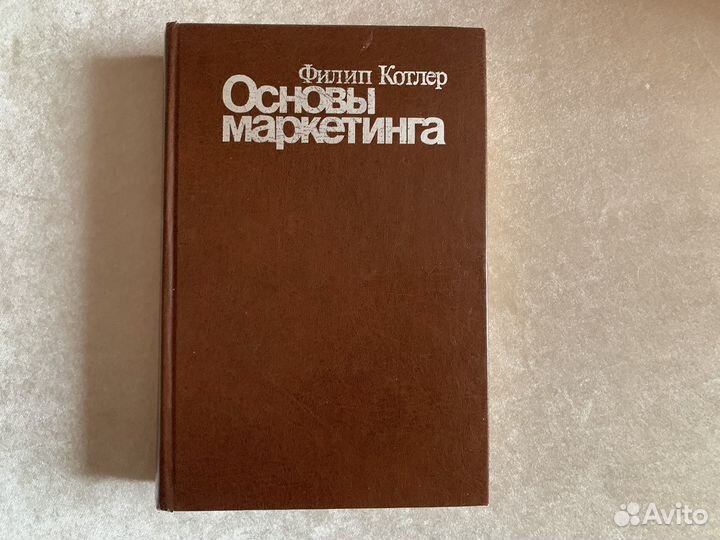 Филип Котлер
Основы
маркетинга
Avito